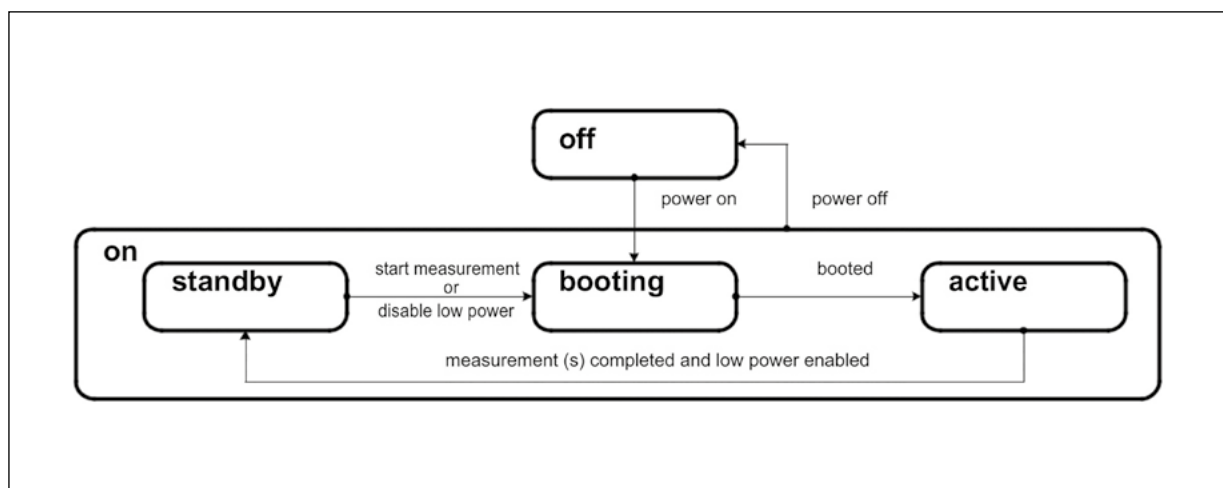 off
power on
power off
on
standby
start measurement
or
disable low power
booting
booted
active
measurement (s) completed and low power enabled